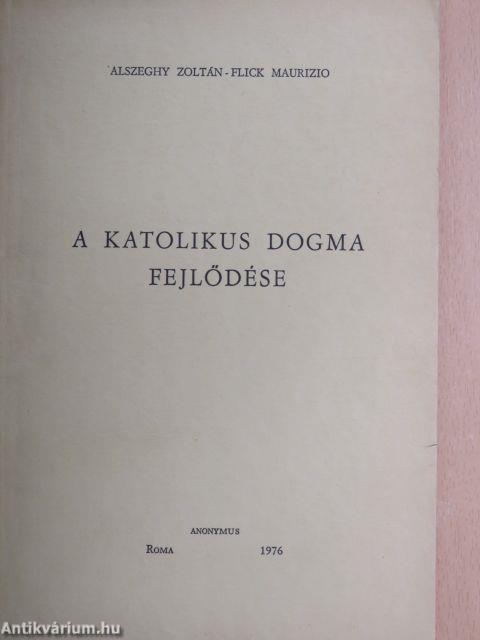 ALSZEGHY ZOLTÁN - FLICK MAURIZIO
A KATOLIKUS DOGMA
FEJLŐDÉSE
ANONYMUS
ROMA 1976
Antikvárium.hu